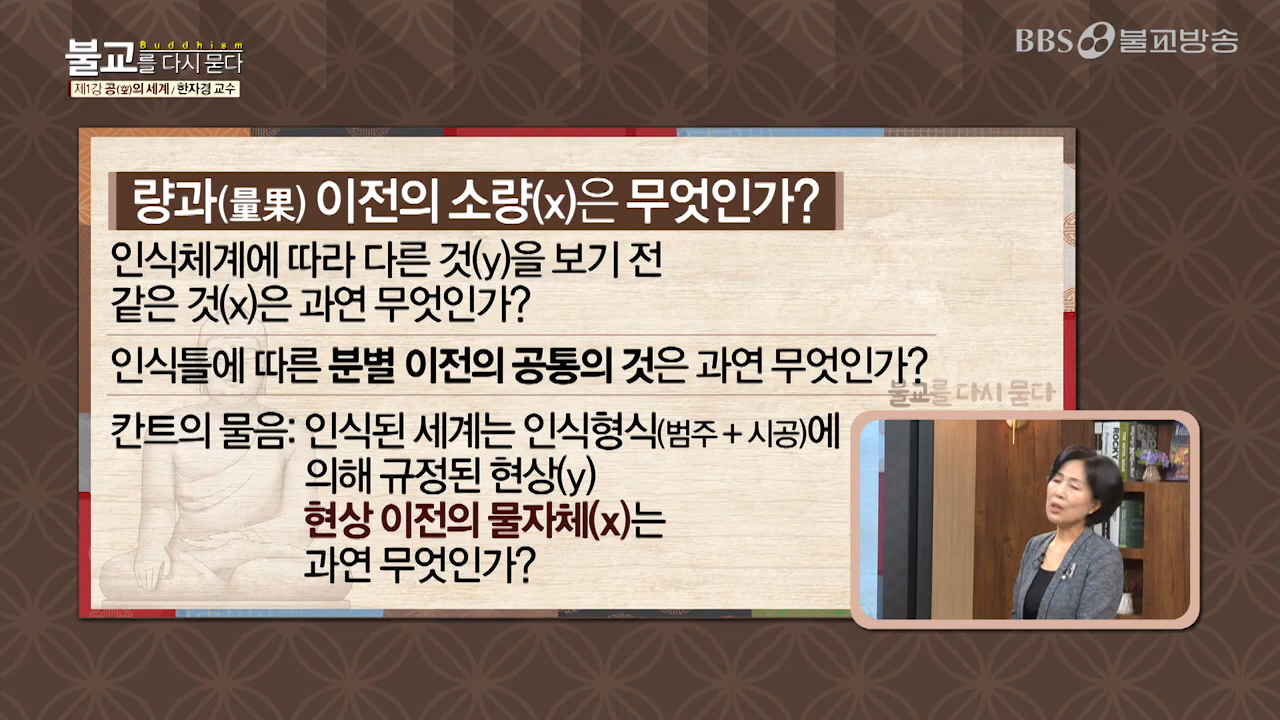 Buddhism
불교를 다시 묻다
제1강 공(空)의 세계 / 한자경 교수
BBS 불교방송
량과(量果) 이전의 소량(x)은 무엇인가?
인식체계에 따라 다른 것(y)을 보기 전
같은 것(x)은 과연 무엇인가?
인식틀에 따른 분별 이전의 공통의 것은 과연 무엇인가?
불교를 다시 묻다
칸트의 물음: 인식된 세계는 인식형식(범주 + 시공)에
의해 규정된 현상(y)
현상 이전의 물자체(x)는
과연 무엇인가?